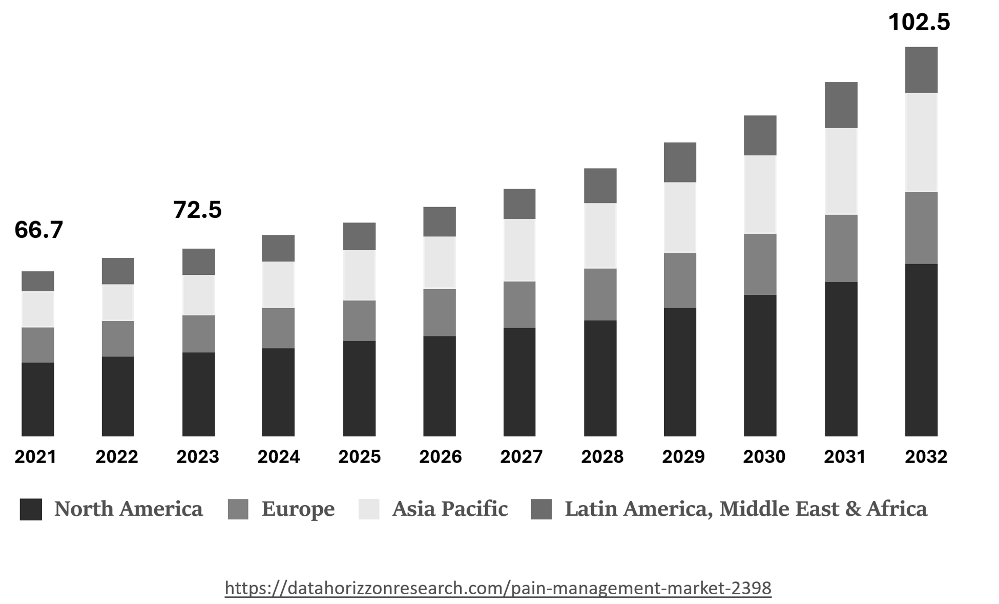 102.5
72.5
66.7
2021 2022 2023 2024 2025 2026 2027 2028 2029 2030 2031 2032
North America Europe Asia Pacific Latin America, Middle East & Africa
https://datahorizzonresearch.com/pain-management-market-2398